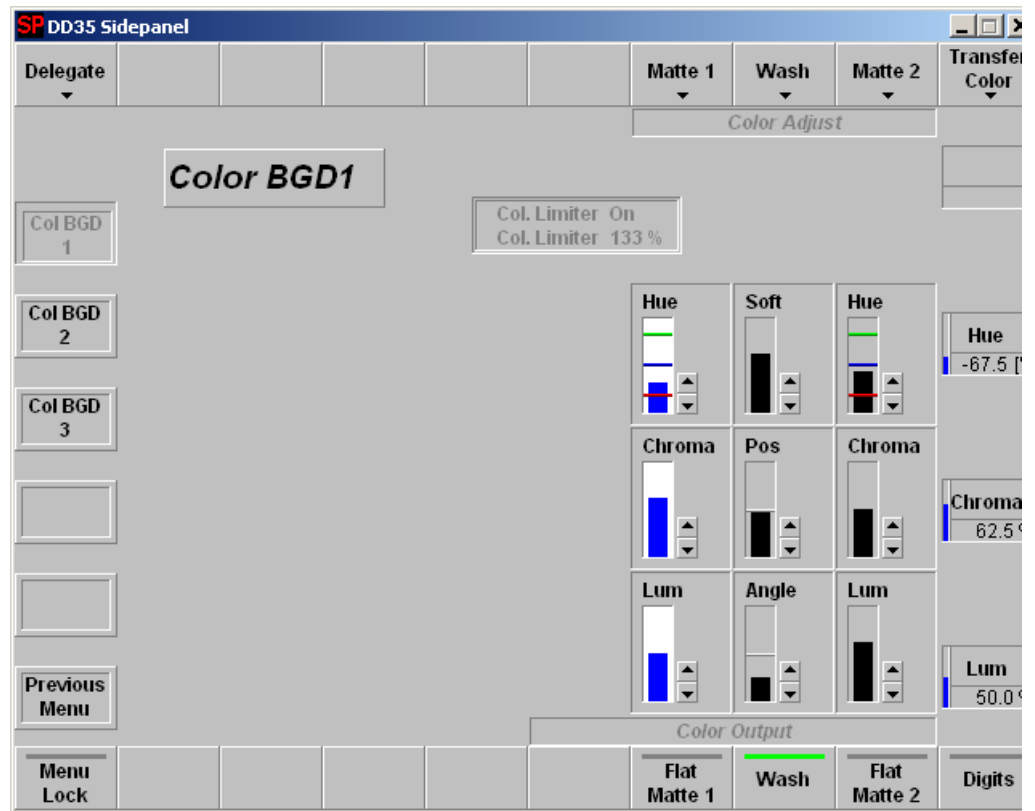 SP DD35 Sidepanel
Delegate
Matte 1
Wash
Matte 2
Transfer
Color
Color Adjust
Color BGD1
Col. Limiter On
Col. Limiter 133 %
Col BGD
1
Col BGD
2
Col BGD
3
Previous
Menu
Hue
Soft
Hue
Hue
-67.5 [°
Chroma
Pos
Chroma
Chroma
62.5 %
Lum
Angle
Lum
Lum
50.0 %
Color Output
Menu
Lock
Flat
Matte 1
Wash
Flat
Matte 2
Digits